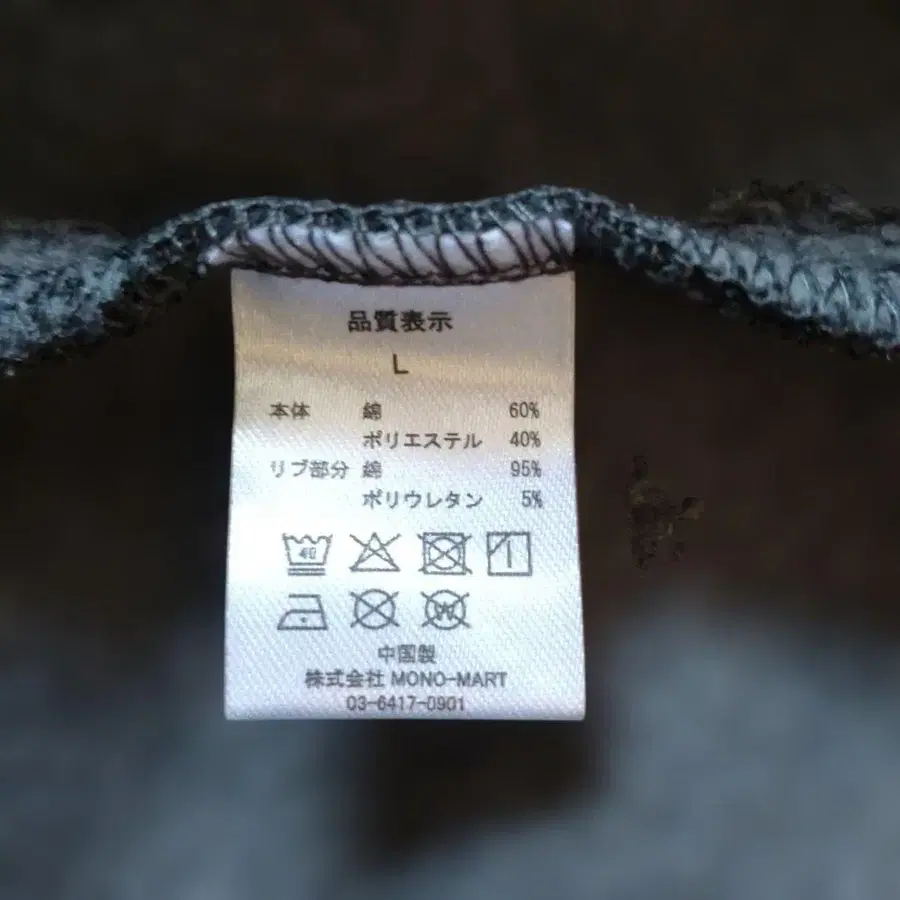 品質表示
L
本体 綿 60%
ポリエステル 40%
リブ部分 綿 95%
ポリウレタン 5%
40
W
中国製
株式会社 MONO-MART
03-6417-0901